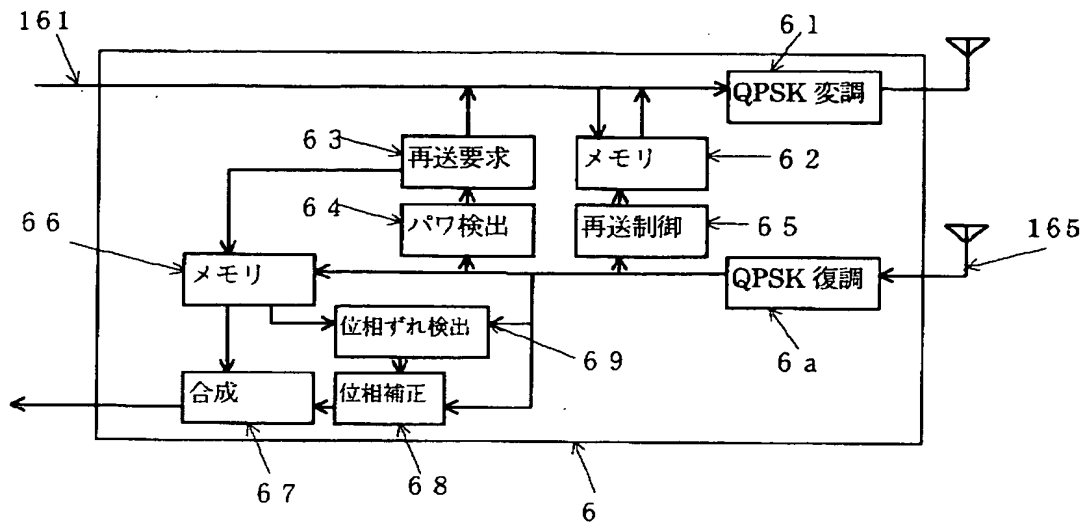 161
61
QPSK 変調
63
再送要求
メモリ
62
64
パワ検出
再送制御
65
66
165
メモリ
QPSK 復調
位相ずれ検出
69
6a
合成
位相補正
67
68
6